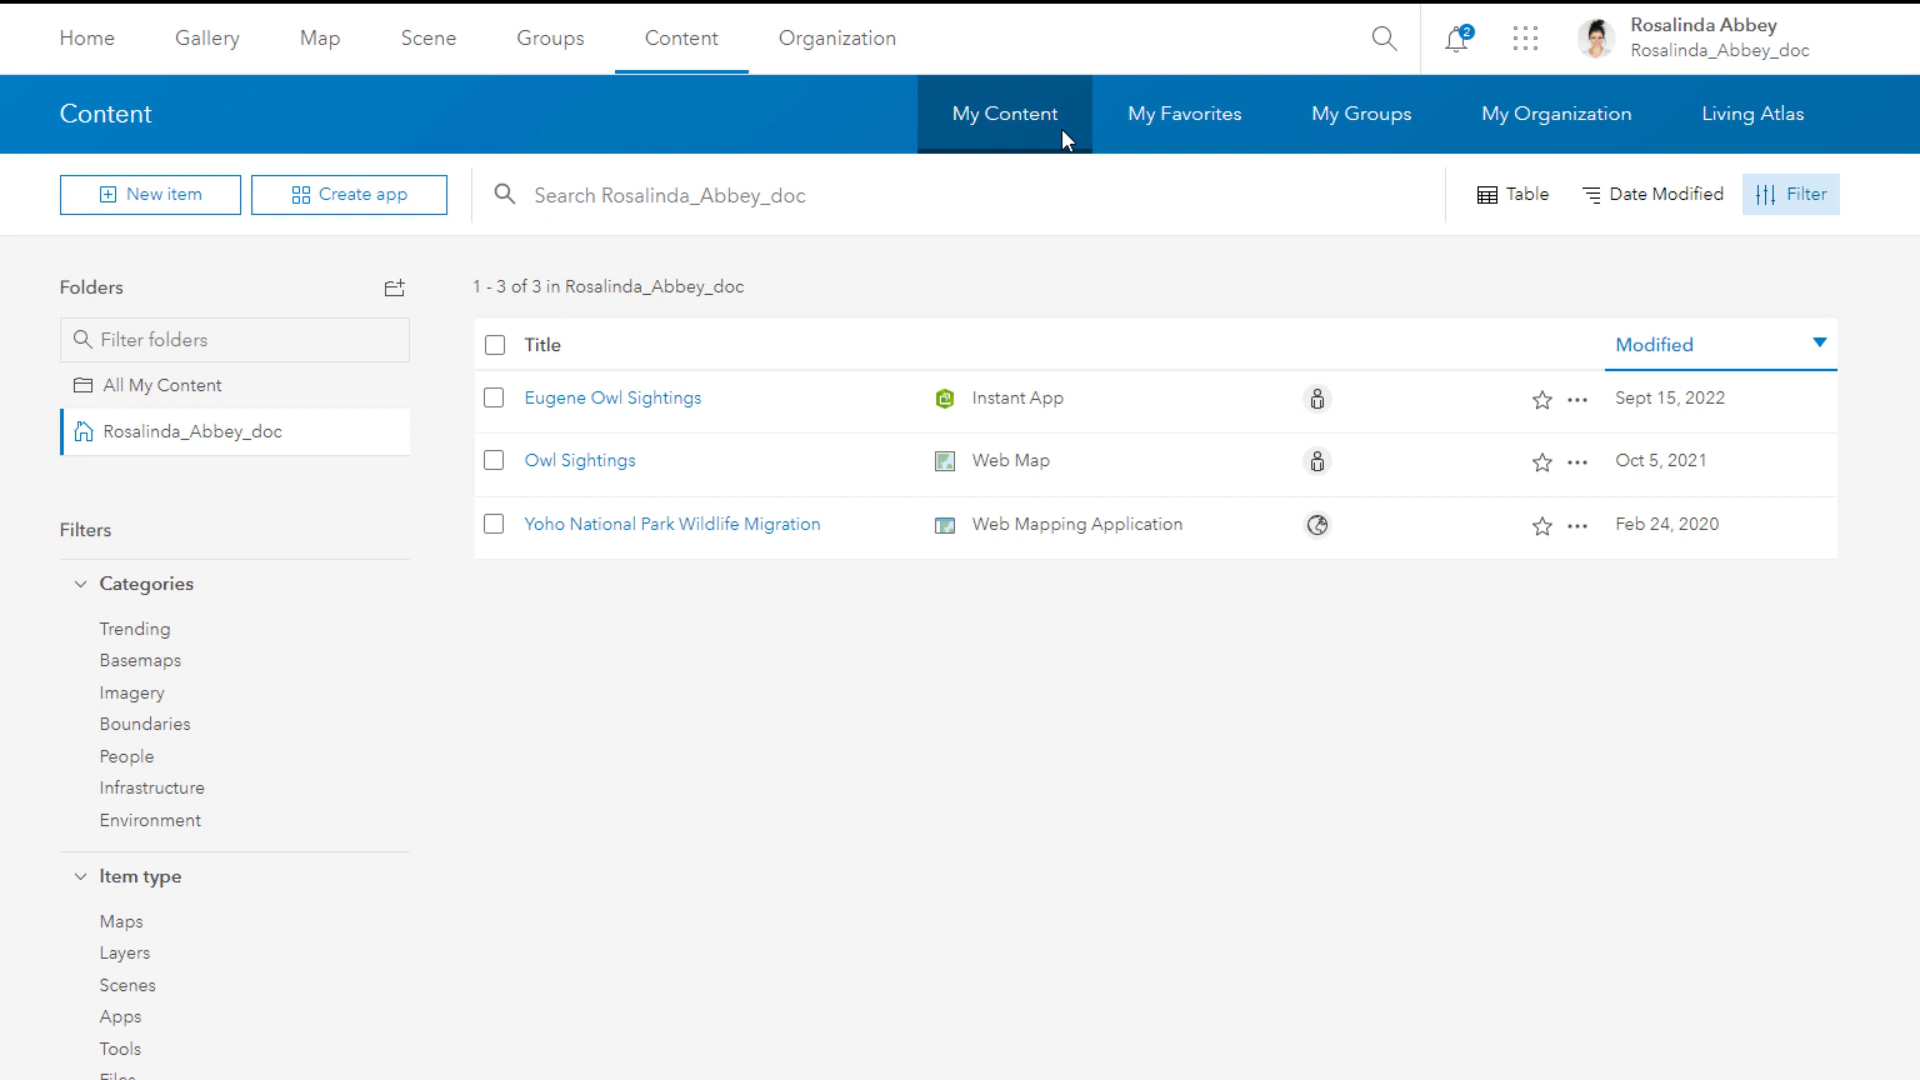 Home Gallery Map Scene Groups Content Organization
2
Rosalinda Abbey
Rosalinda_Abbey_doc
Content My Content My Favorites My Groups My Organization Living Atlas
New item Create app Search Rosalinda_Abbey_doc Table Date Modified Filter
Folders
Filter folders
All My Content
Rosalinda_Abbey_doc
1 - 3 of 3 in Rosalinda_Abbey_doc
Title Modified
Eugene Owl Sightings Instant App Sept 15, 2022
Owl Sightings Web Map Oct 5, 2021
Yoho National Park Wildlife Migration Web Mapping Application Feb 24, 2020
Filters
Categories
Trending
Basemaps
Imagery
Boundaries
People
Infrastructure
Environment
Item type
Maps
Layers
Scenes
Apps
Tools
Files